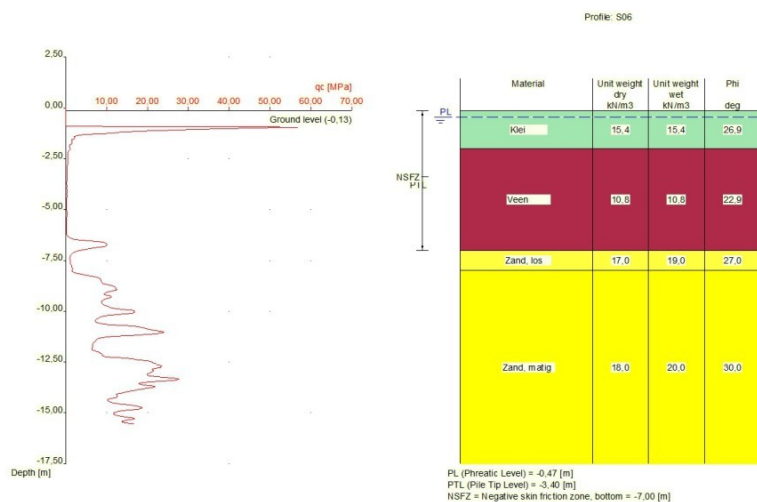 Profile: S06
2,50
qc [MPa]
0,00 10,00 20,00 30,00 40,00 50,00 60,00 70,00
Ground level (-0,13)
-2,50
-5,00
-7,50
-10,00
-12,50
-15,00
-17,50
Depth [m]
Material Unit weight dry kN/m3 Unit weight wet kN/m3 Phi deg
PL
NSFZ
PTL
Klei 15,4 15,4 26,9
Veen 10,8 10,8 22,9
Zand, los 17,0 19,0 27,0
Zand, matig 18,0 20,0 30,0
PL (Phreatic Level) = -0,47 [m]
PTL (Pile Tip Level) = -3,40 [m]
NSFZ = Negative skin friction zone, bottom = -7,00 [m]